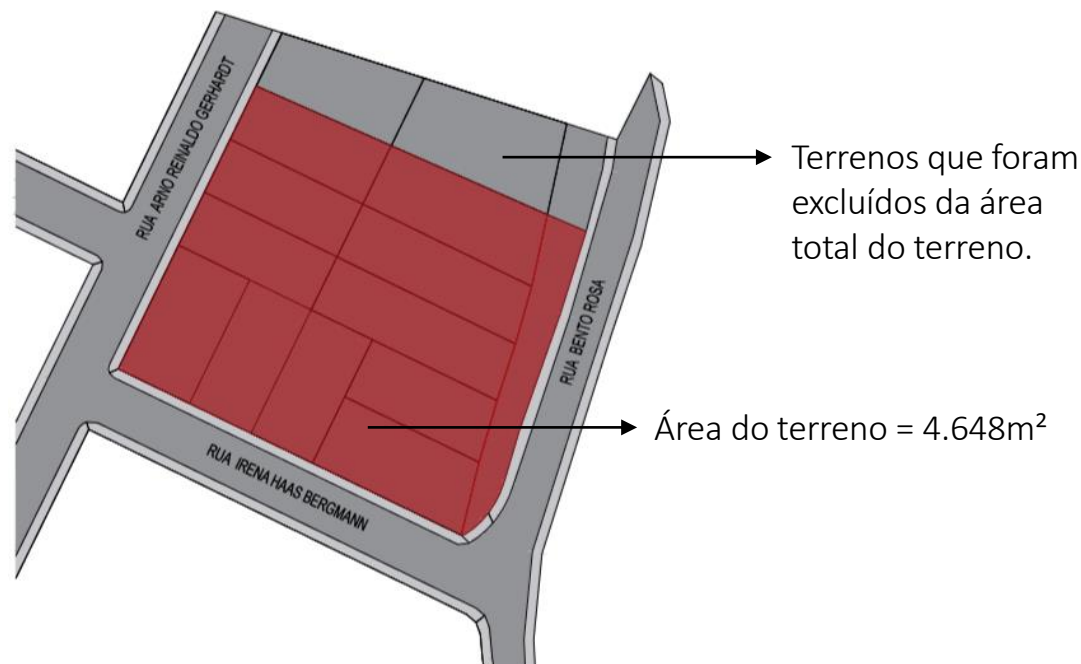 RUA ARNO REINALDO GERHARDT
Terrenos que foram
excluídos da área
total do terreno.
RUA BENTO ROSA
Área do terreno = 4.648m²
RUA IRENA HAAS BERGMANN